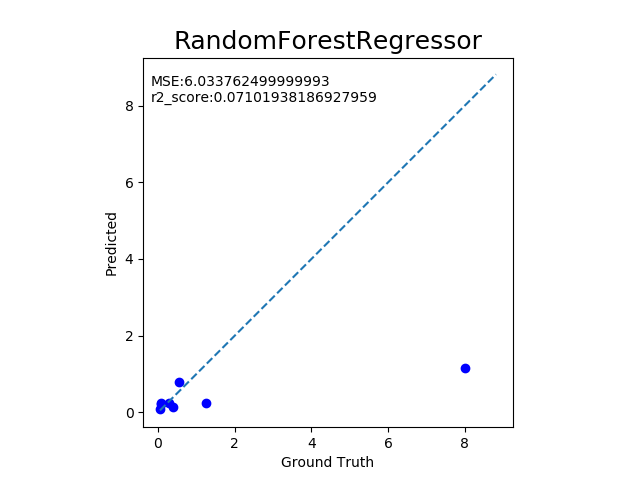 RandomForestRegressor
MSE:6.033762499999993
r2_score:0.07101938186927959
8
6
4
2
0
Predicted
0 2 4 6 8
Ground Truth